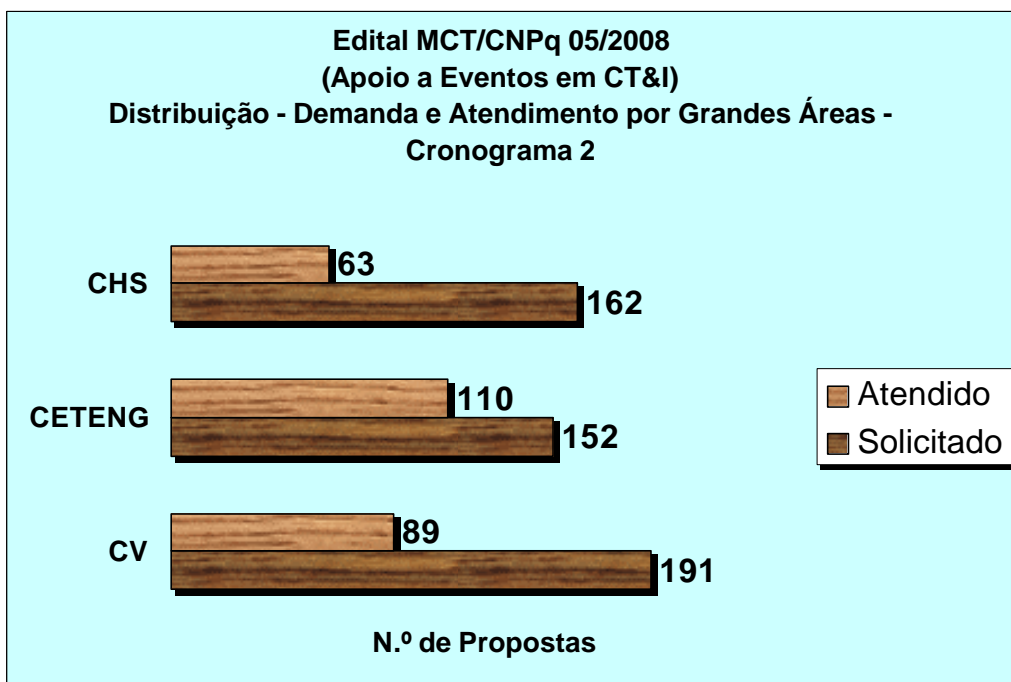 Edital MCT/CNPq 05/2008
(Apoio a Eventos em CT&I)
Distribuição - Demanda e Atendimento por Grandes Áreas -
Cronograma 2
CHS
63
162
CETENG
110
152
CV
89
191
Atendido
Solicitado
N.º de Propostas